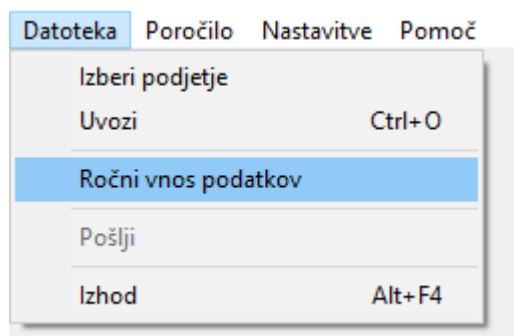 Datoteka Poročilo Nastavitve Pomoč
Izberi podjetje
Uvozi Ctrl+O
Ročni vnos podatkov
Pošlji
Izhod Alt+F4